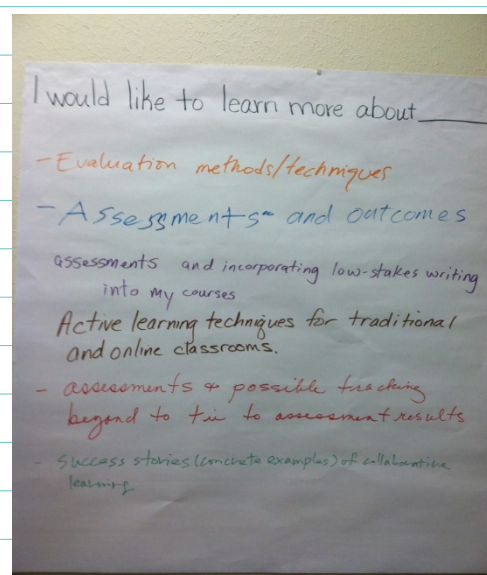 I would like to learn more about____
- Evaluation methods/techniques
- Assessments and outcomes
assessments and incorporating low-stakes writing
into my courses
Active learning techniques for traditional
and online classrooms.
- assessments & possible tracking
beyond to tie to assessment results
- Success stories (concrete examples) of collaborative
learning